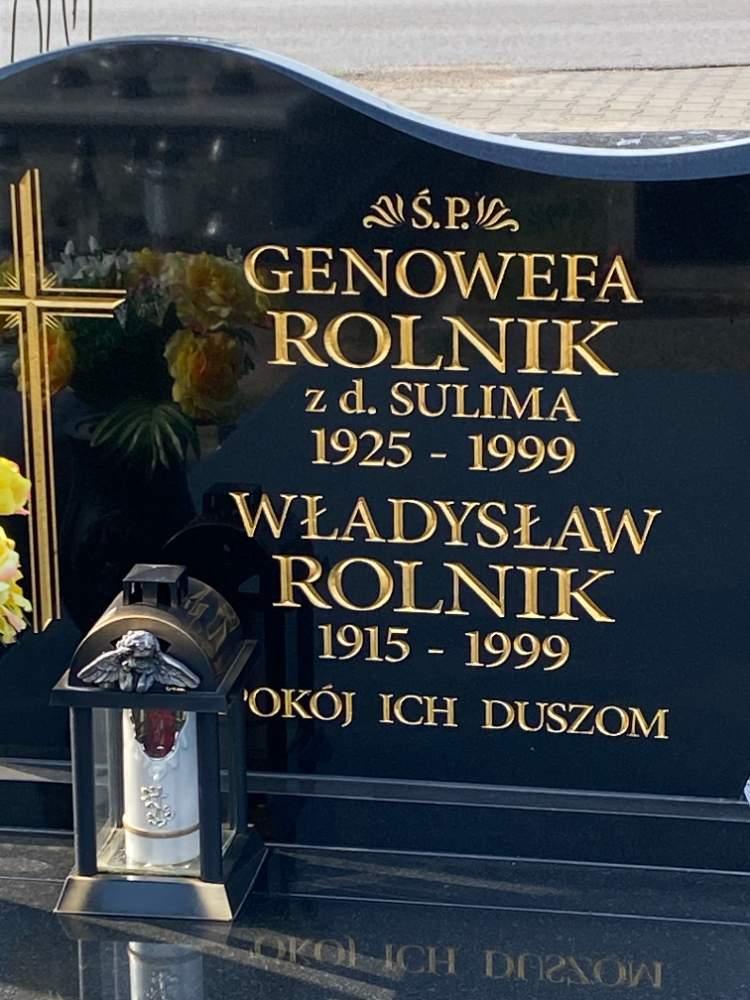 Ś.P.
GENOWEFA
ROLNIK
z d. SULIMA
1925 - 1999
WŁADYSŁAW
ROLNIK
1915 - 1999
POKÓJ ICH DUSZOM